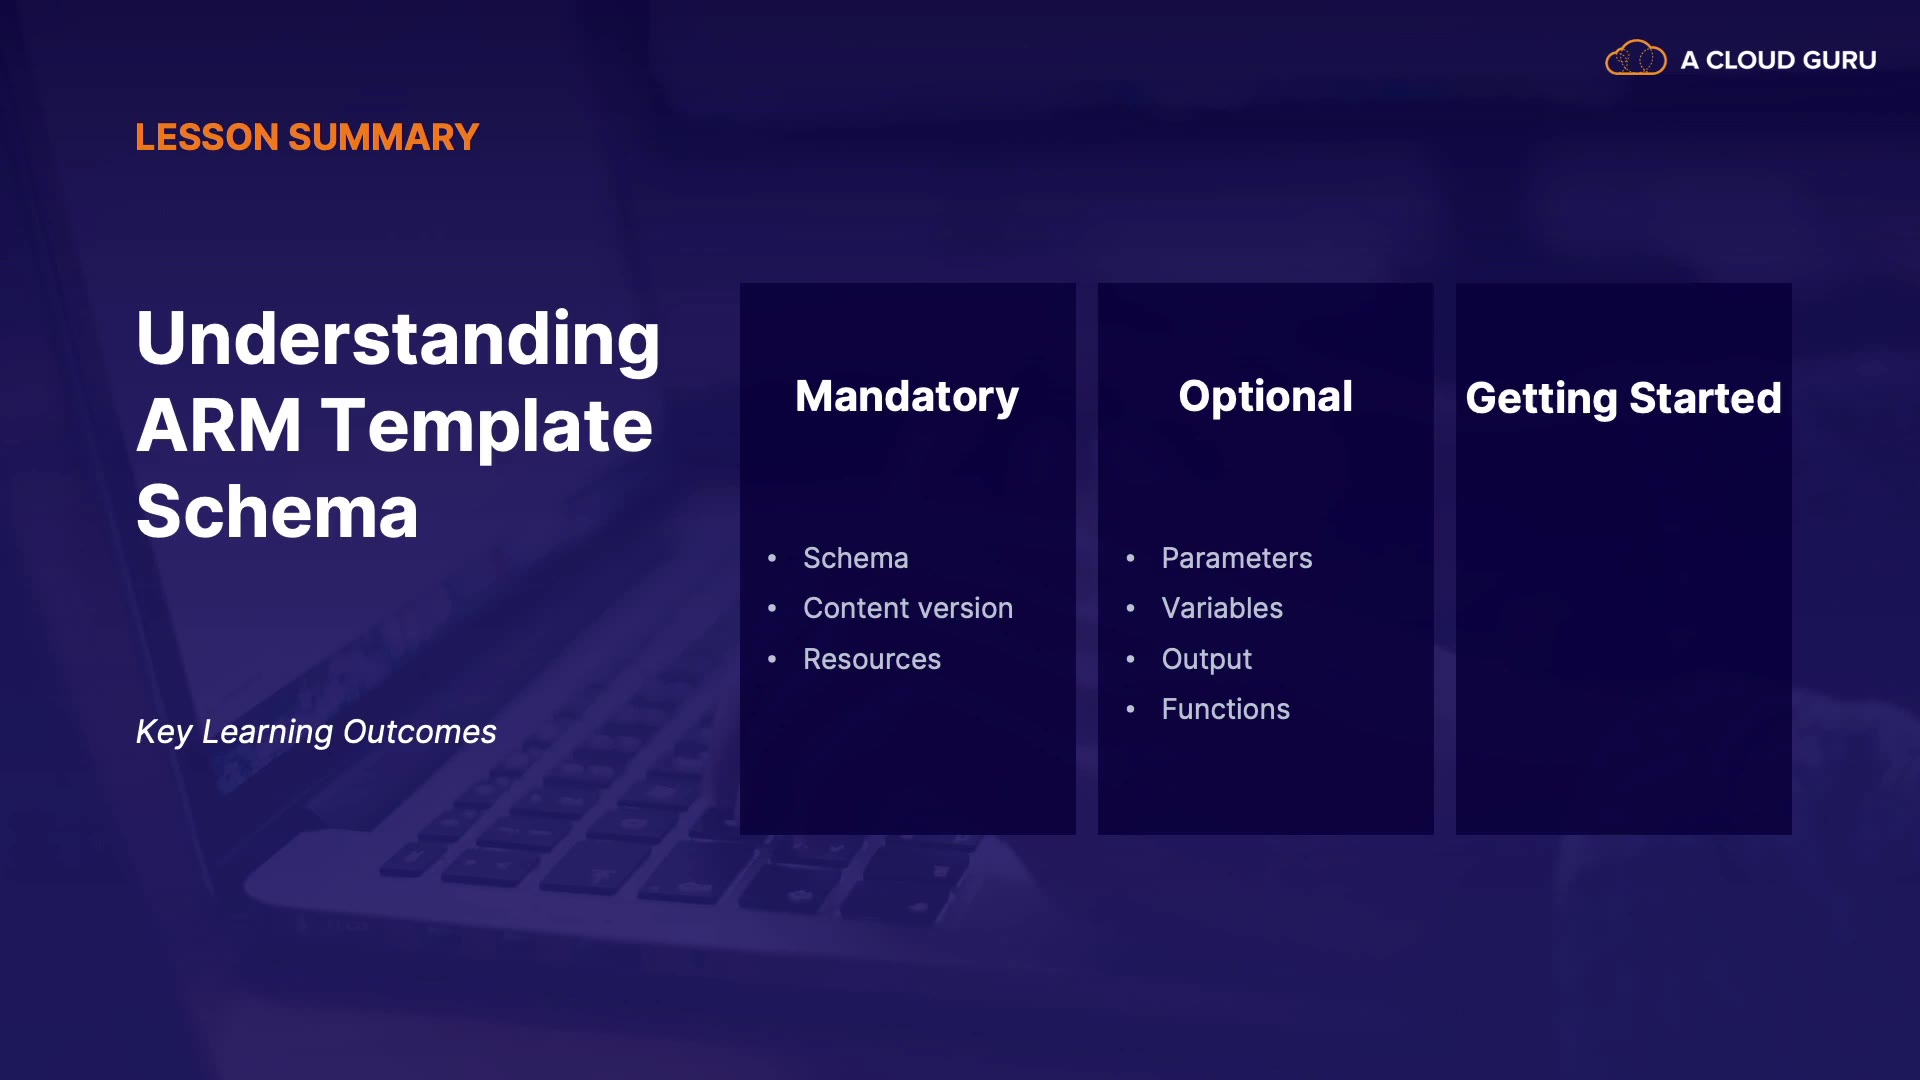 A CLOUD GURU
LESSON SUMMARY
Understanding
ARM Template
Schema
Key Learning Outcomes
Mandatory
• Schema
• Content version
• Resources
Optional
• Parameters
• Variables
• Output
• Functions
Getting Started